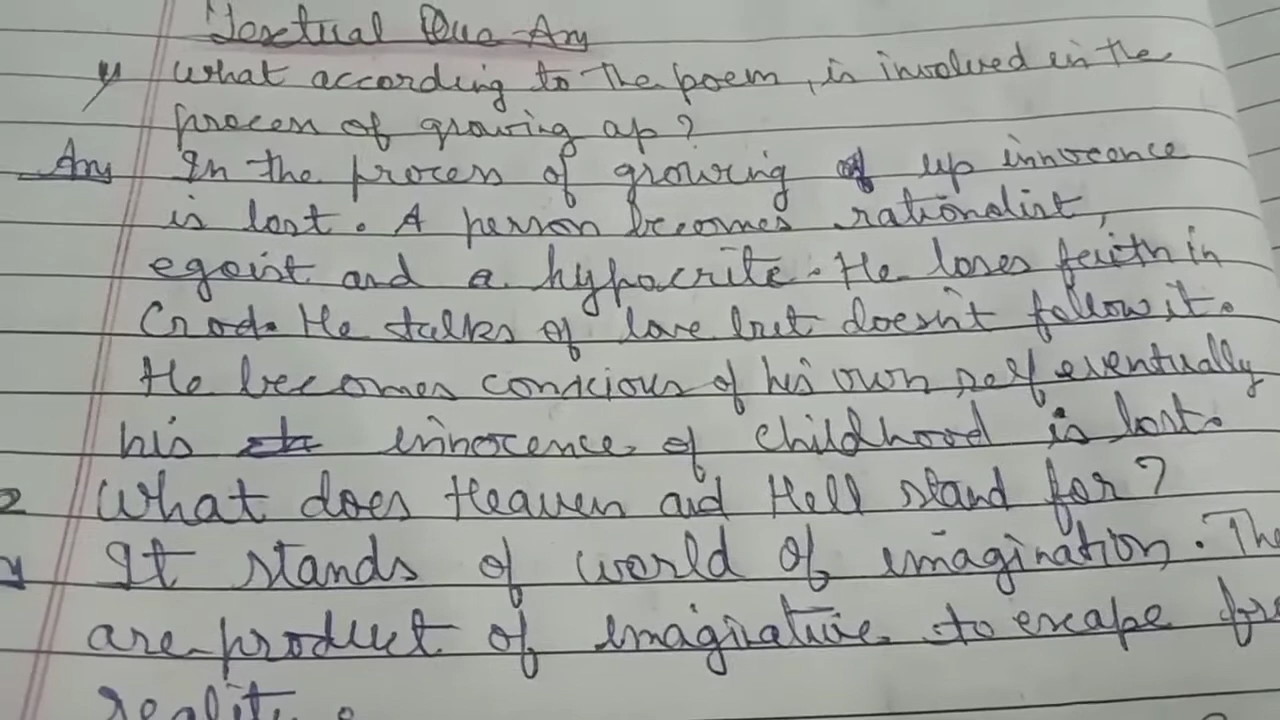 Textual Que-Ans
1) What according to the poem, is involved in the
process of growing up?
Ans In the process of growing up innocence
is lost. A person becomes rationalist,
egoist and a hypocrite. He loses feith in
God. He talks of love but doesn't follow it.
He becomes conscious of his own self eventually
his innocence of childhood is lost.
2 What does Heaven and Hell stand for?
It stands of world of imagination. The
are product of imaginative to escape
reality.